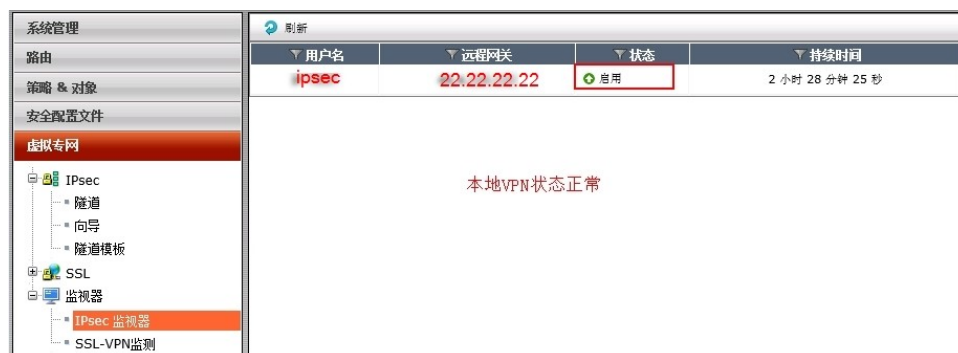 系统管理
路由
策略 & 对象
安全配置文件
虚拟专网
IPsec
隧道
向导
隧道模板
SSL
监视器
IPsec 监视器
SSL-VPN监测
刷新
用户名 远程网关 状态 持续时间
ipsec 22.22.22.22 启用 2 小时 28 分钟 25 秒
本地VPN状态正常